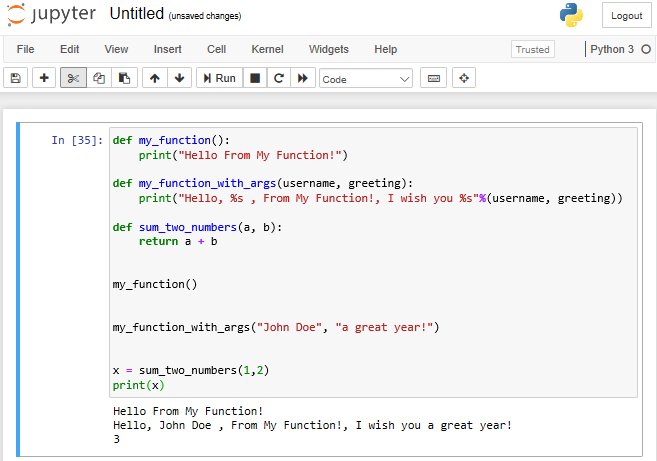 jupyter Untitled (unsaved changes) Logout
File Edit View Insert Cell Kernel Widgets Help Trusted Python 3
Run Code
In [35]: def my_function():
    print("Hello From My Function!")
def my_function_with_args(username, greeting):
    print("Hello, %s , From My Function!, I wish you %s"%(username, greeting))
def sum_two_numbers(a, b):
    return a + b
my_function()
my_function_with_args("John Doe", "a great year!")
x = sum_two_numbers(1,2)
print(x)
Hello From My Function!
Hello, John Doe , From My Function!, I wish you a great year!
3